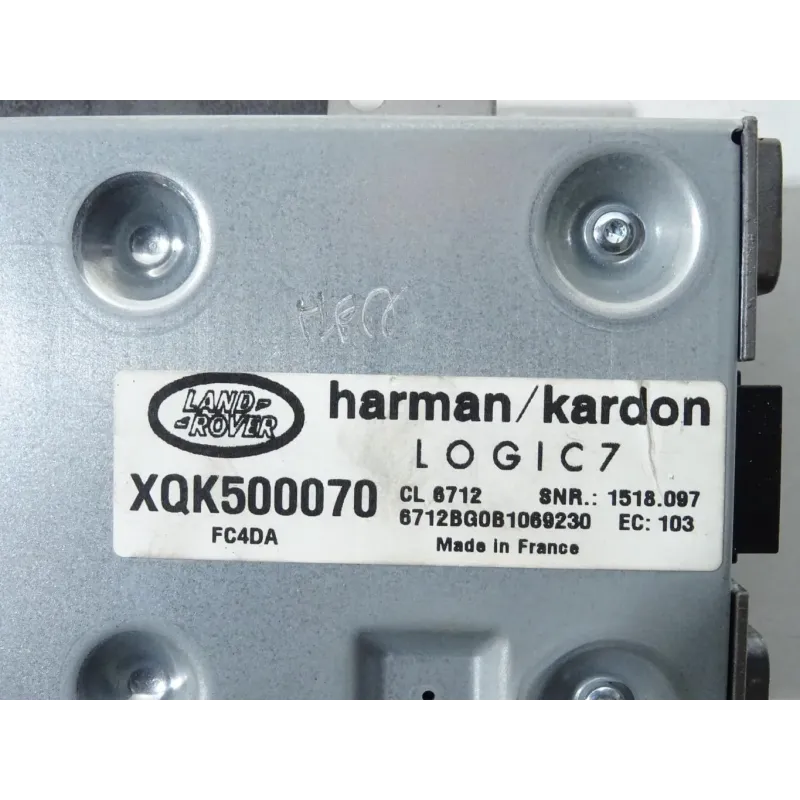 LAND-
-ROVER
harman/kardon
LOGIC7
XQK500070
CL 6712 SNR.: 1518.097
6712BG0B1069230 EC: 103
FC4DA
Made in France